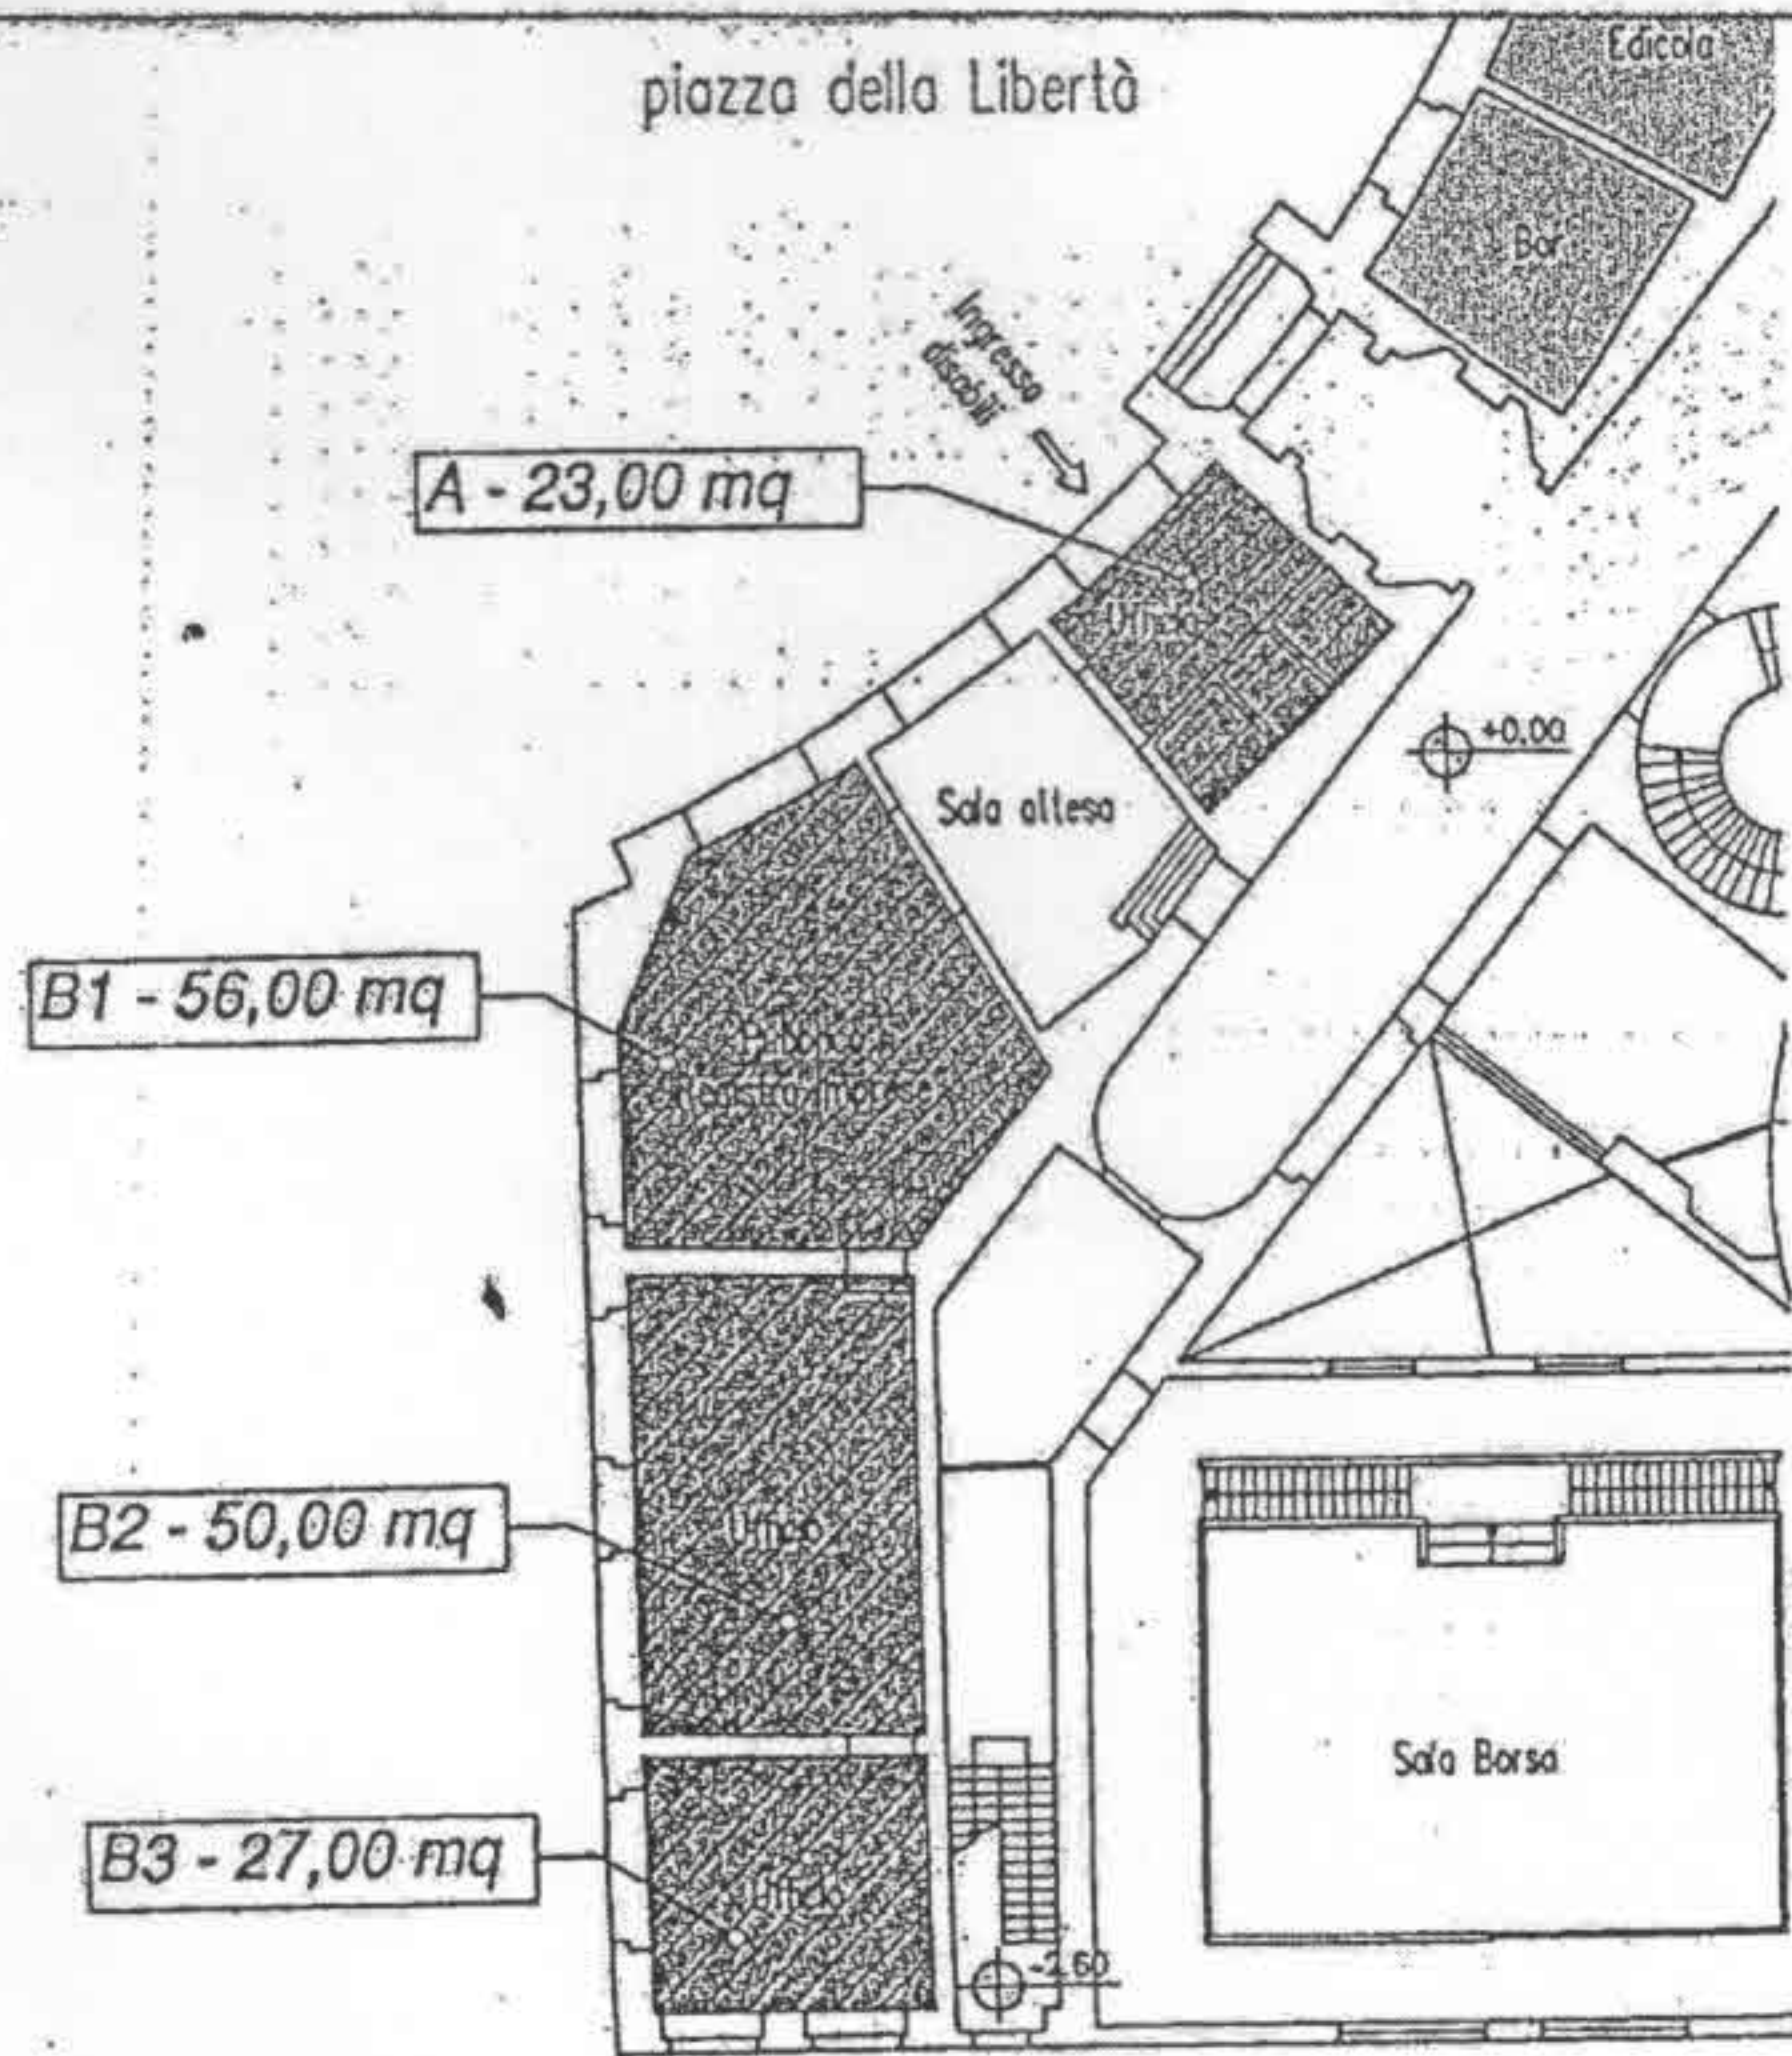 piazza della Libertà
Edicola
Bar
Ingresso
disabili
A - 23,00 mq
Ufficio
+0.00
Sala attesa
B1 - 56,00 mq
B2 - 50,00 mq
Ufficio
Sala Borsa
B3 - 27,00 mq
Ufficio
-2.60